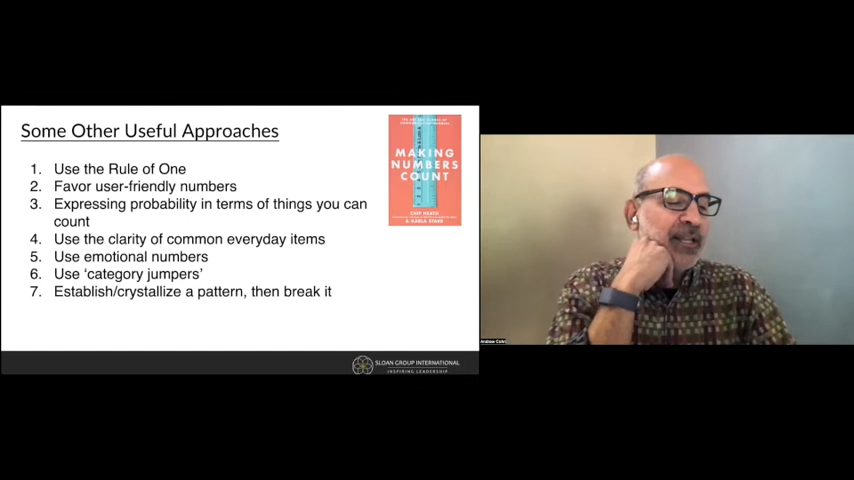 Some Other Useful Approaches
1. Use the Rule of One
2. Favor user-friendly numbers
3. Expressing probability in terms of things you can
count
4. Use the clarity of common everyday items
5. Use emotional numbers
6. Use ‘category jumpers’
7. Establish/crystallize a pattern, then break it
MAKING
NUMBERS
COUNT
CHIP HEATH
& KARLA STARR
SLOAN GROUP INTERNATIONAL
INSPIRING LEADERSHIP
Andrew Cohn